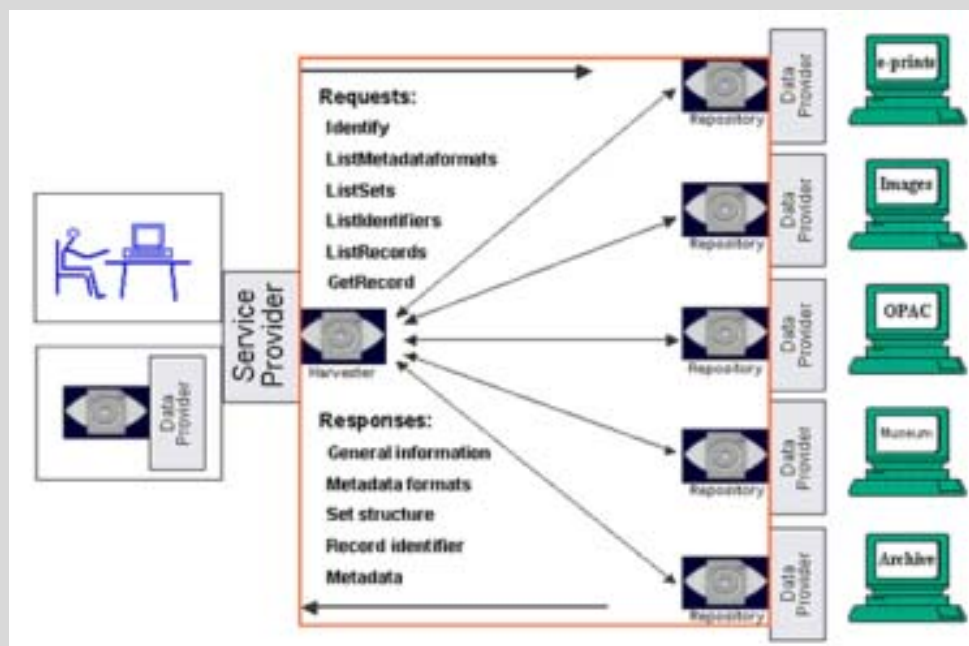 Requests:
Identify
ListMetadataformats
ListSets
ListIdentifiers
ListRecords
GetRecord
Service
Provider
Harvester
Data
Provider
Responses:
General information
Metadata formats
Set structure
Record identifier
Metadata
Repository
Data
Provider
e-prints
Repository
Data
Provider
Images
Repository
Data
Provider
OPAC
Repository
Data
Provider
Museum
Repository
Data
Provider
Archive